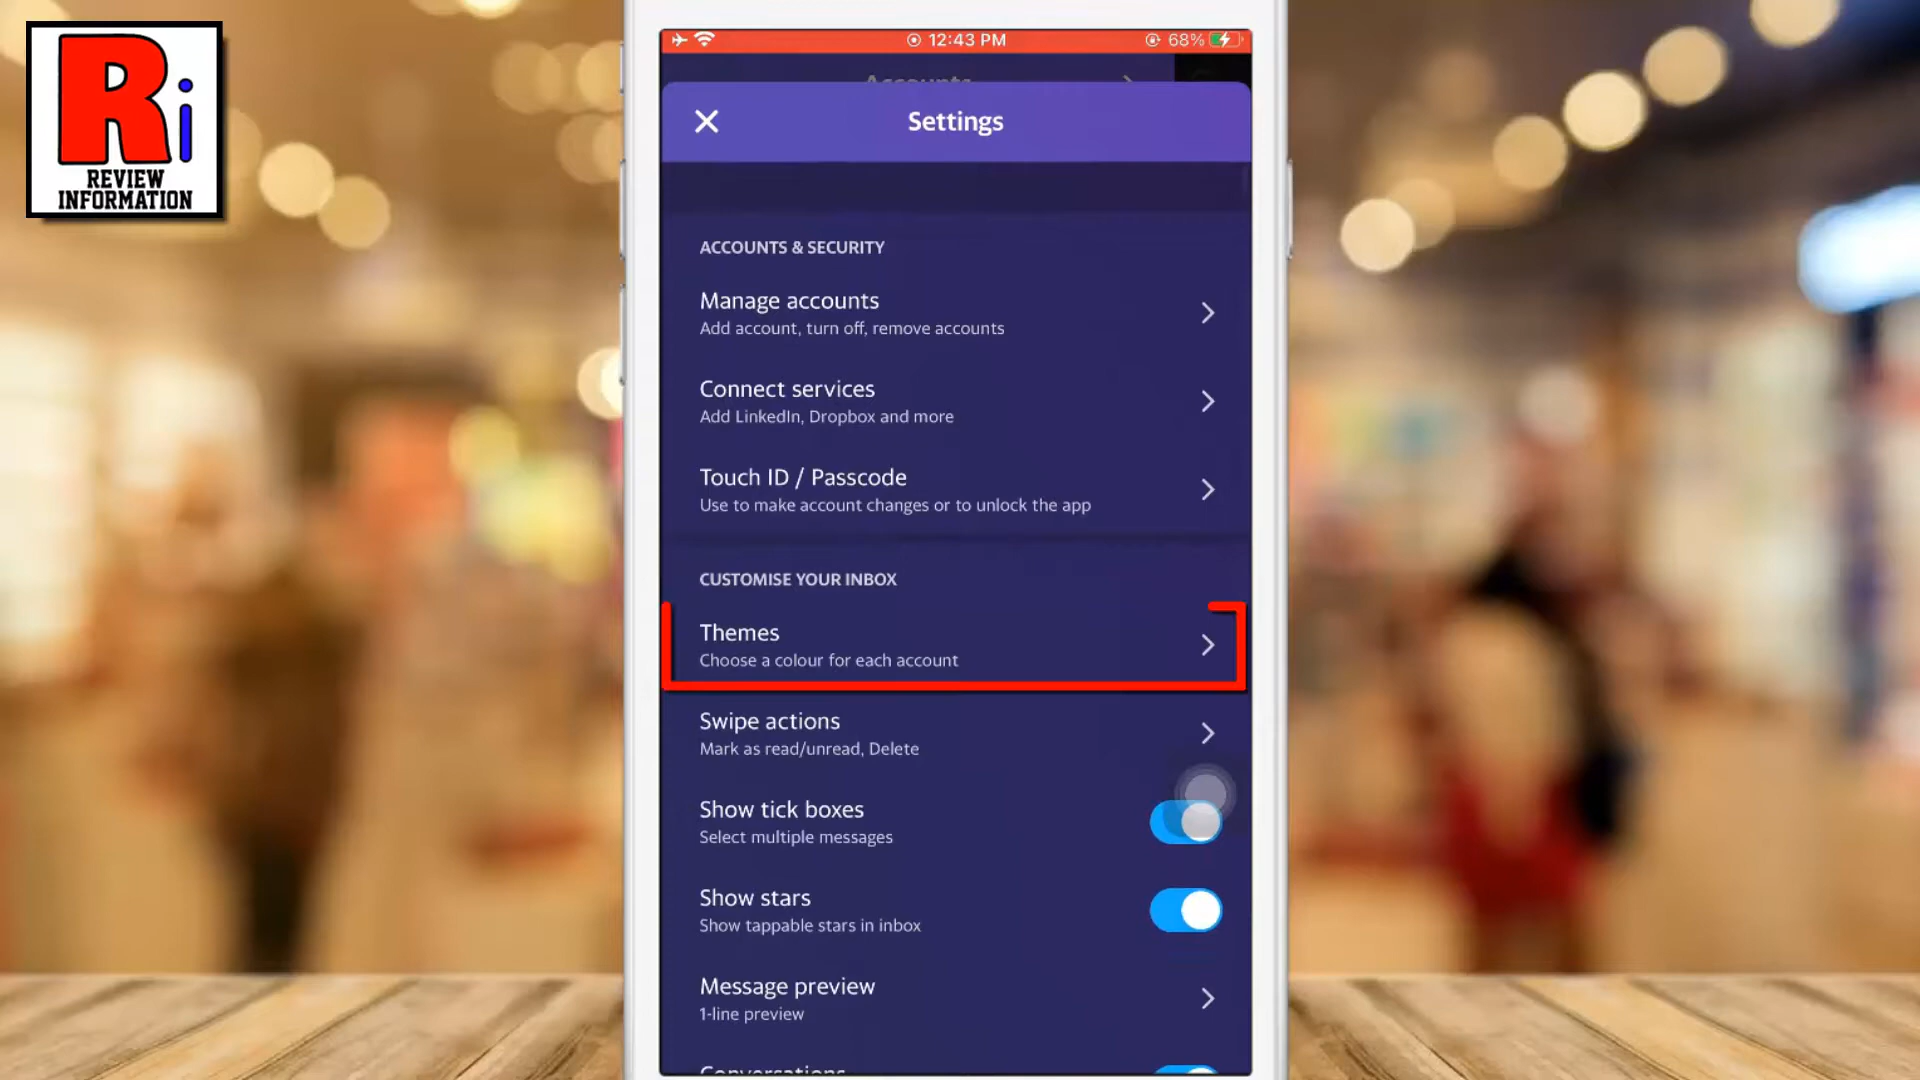 Ri
REVIEW
INFORMATION
12:43 PM
68%
Accounts
Settings
ACCOUNTS & SECURITY
Manage accounts
Add account, turn off, remove accounts
Connect services
Add LinkedIn, Dropbox and more
Touch ID / Passcode
Use to make account changes or to unlock the app
CUSTOMISE YOUR INBOX
Themes
Choose a colour for each account
Swipe actions
Mark as read/unread, Delete
Show tick boxes
Select multiple messages
Show stars
Show tappable stars in inbox
Message preview
1-line preview
Conversations